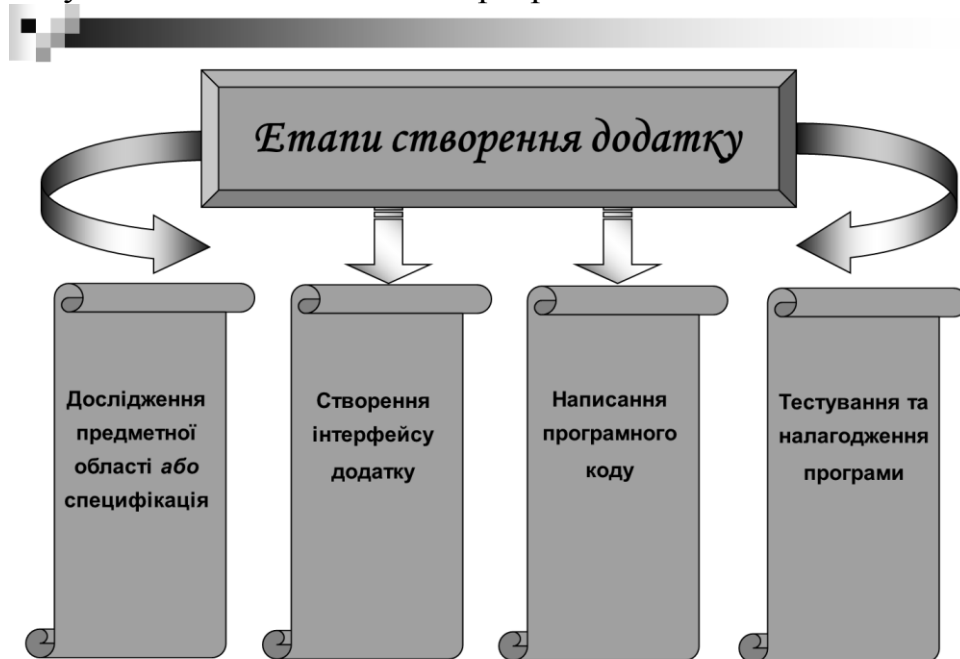 Етапи створення додатку
Дослідження
предметної
області або
специфікація
Створення
інтерфейсу
додатку
Написання
програмного
коду
Тестування та
налагодження
програми